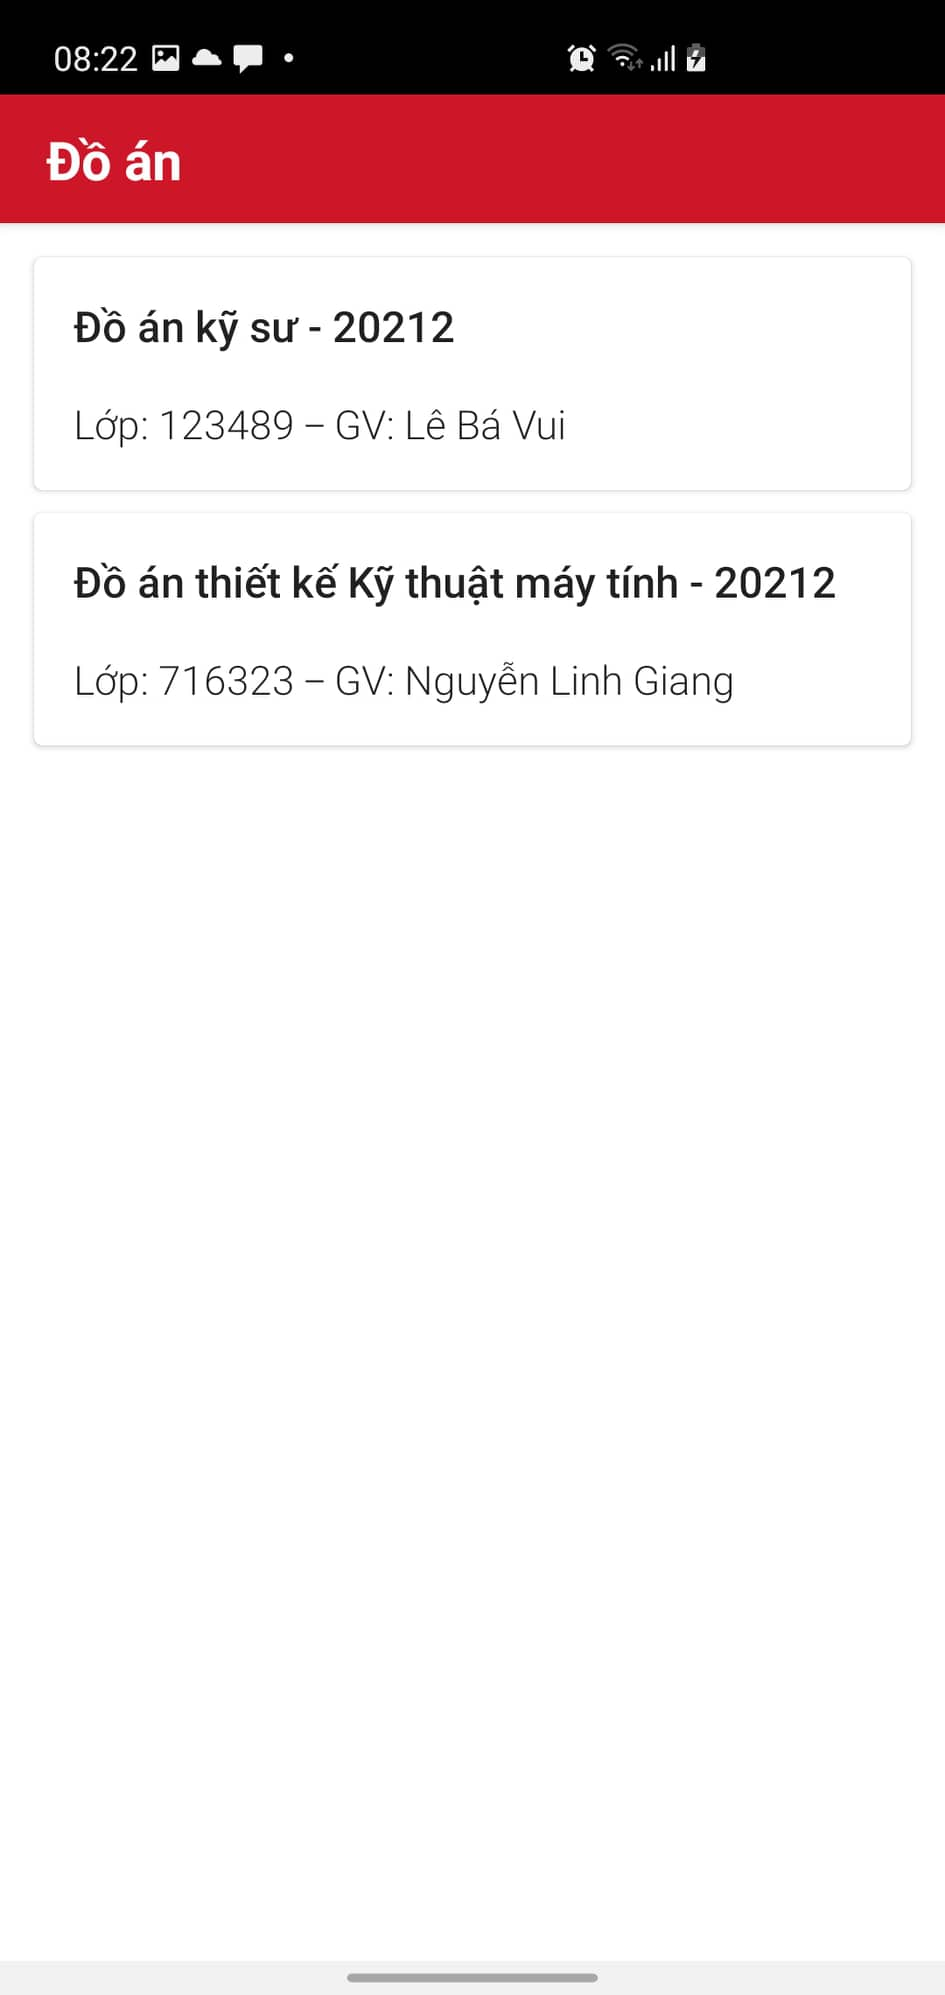 08:22
Đồ án
Đồ án kỹ sư - 20212
Lớp: 123489 – GV: Lê Bá Vui
Đồ án thiết kế Kỹ thuật máy tính - 20212
Lớp: 716323 – GV: Nguyễn Linh Giang